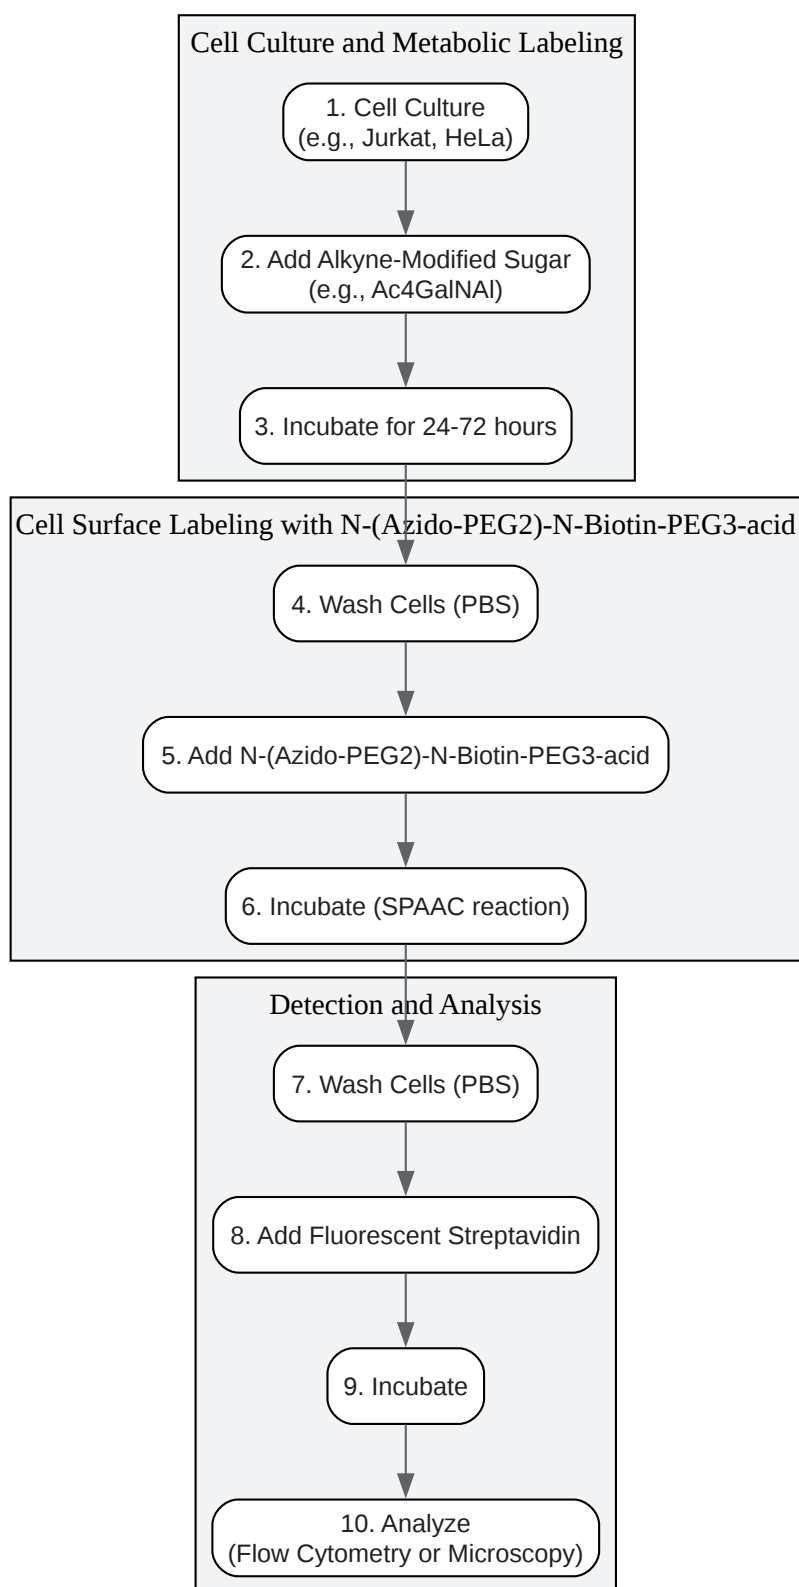 Cell Culture and Metabolic Labeling
1. Cell Culture
(e.g., Jurkat, HeLa)
2. Add Alkyne-Modified Sugar
(e.g., Ac4GalNAl)
3. Incubate for 24-72 hours
Cell Surface Labeling with N-(Azido-PEG2)-N-Biotin-PEG3-acid
4. Wash Cells (PBS)
5. Add N-(Azido-PEG2)-N-Biotin-PEG3-acid
6. Incubate (SPAAC reaction)
Detection and Analysis
7. Wash Cells (PBS)
8. Add Fluorescent Streptavidin
9. Incubate
10. Analyze
(Flow Cytometry or Microscopy)